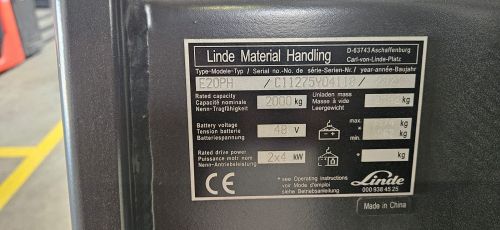 Linde Material Handling
D-63743 Aschaffenburg
Carl-von-Linde-Platz
Type-Modele-Typ / Serial no.-No. de série-Serien-Nr. / year-année-Baujahr
E20PH /
Rated capacity
Capacité nominale
Nenn-Tragfähigkeit
2000 kg
Unladen mass
Masse à vide
Leergewicht
kg
Battery voltage
Tension batterie
Batteriespannung
48 V
max.
min.
* kg
Rated drive power
Puissance motr nom
Nenn-Antriebsleistung
2x4 kW
* kg
CE
* see Operating instructions
voir Mode d'emploi
siehe Betriebsanleitung
Linde
000 938 45 25
Made in China